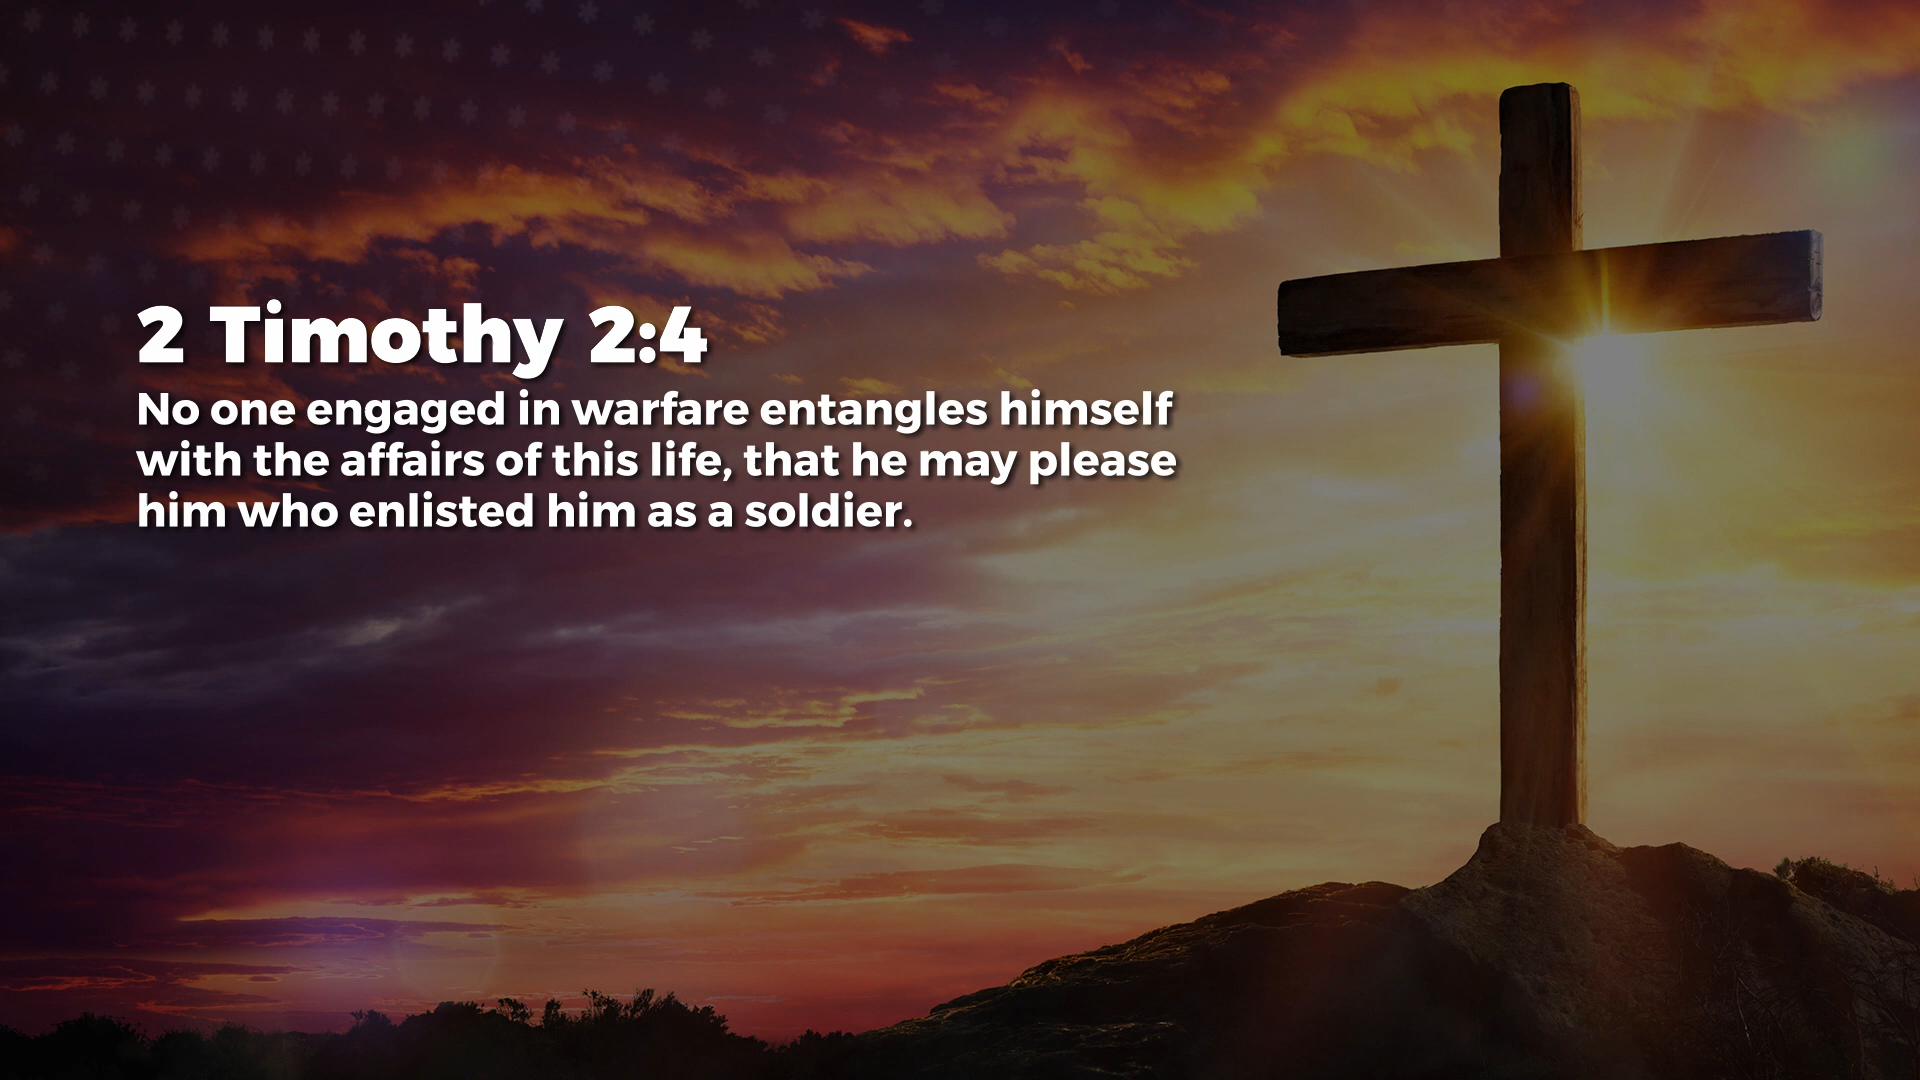 2 Timothy 2:4
No one engaged in warfare entangles himself
with the affairs of this life, that he may please
him who enlisted him as a soldier.